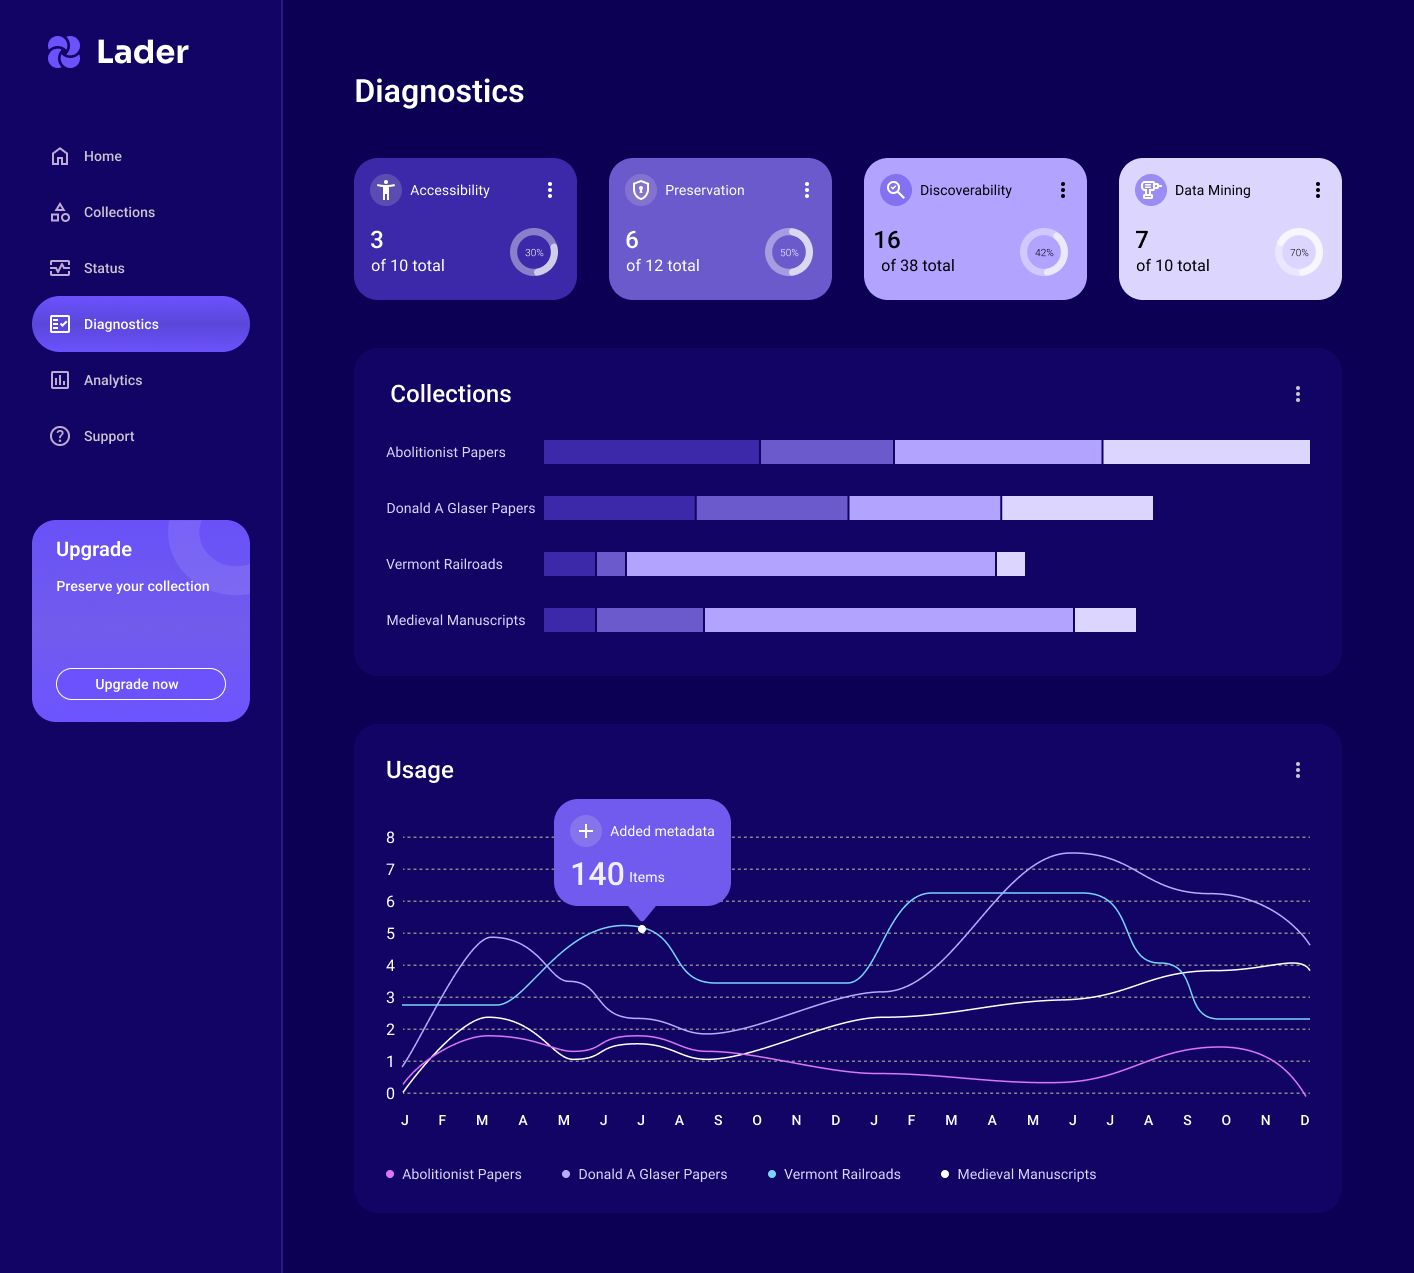 Lader
Home
Collections
Status
Diagnostics
Analytics
Support
Upgrade
Preserve your collection
Upgrade now
Diagnostics
Accessibility
3
of 10 total
30%
Preservation
6
of 12 total
50%
Discoverability
16
of 38 total
42%
Data Mining
7
of 10 total
70%
Collections
Abolitionist Papers
Donald A Glaser Papers
Vermont Railroads
Medieval Manuscripts
Usage
Added metadata
140 Items
8
7
6
5
4
3
2
1
0
J F M A M J J A S O N D J F M A M J J A S O N D
Abolitionist Papers Donald A Glaser Papers Vermont Railroads Medieval Manuscripts